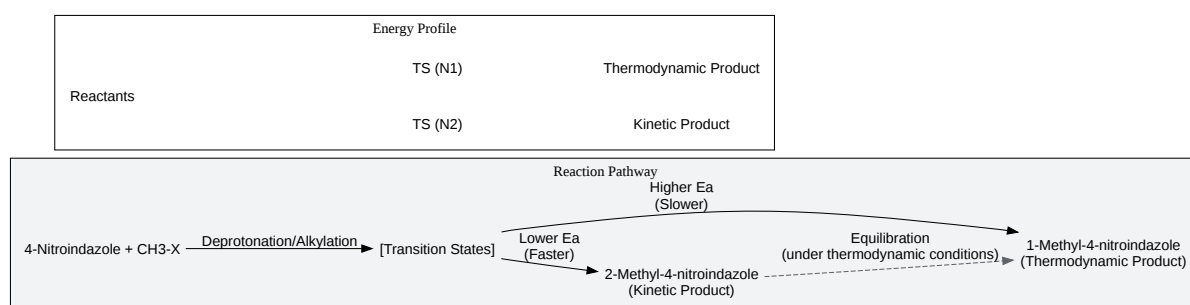 Energy Profile
TS (N1)
Thermodynamic Product
Reactants
TS (N2)
Kinetic Product
Reaction Pathway
Higher Ea
(Slower)
4-Nitroindazole + CH3-X
Deprotonation/Alkylation
[Transition States]
Lower Ea
(Faster)
Equilibration
(under thermodynamic conditions)
1-Methyl-4-nitroindazole
(Thermodynamic Product)
2-Methyl-4-nitroindazole
(Kinetic Product)